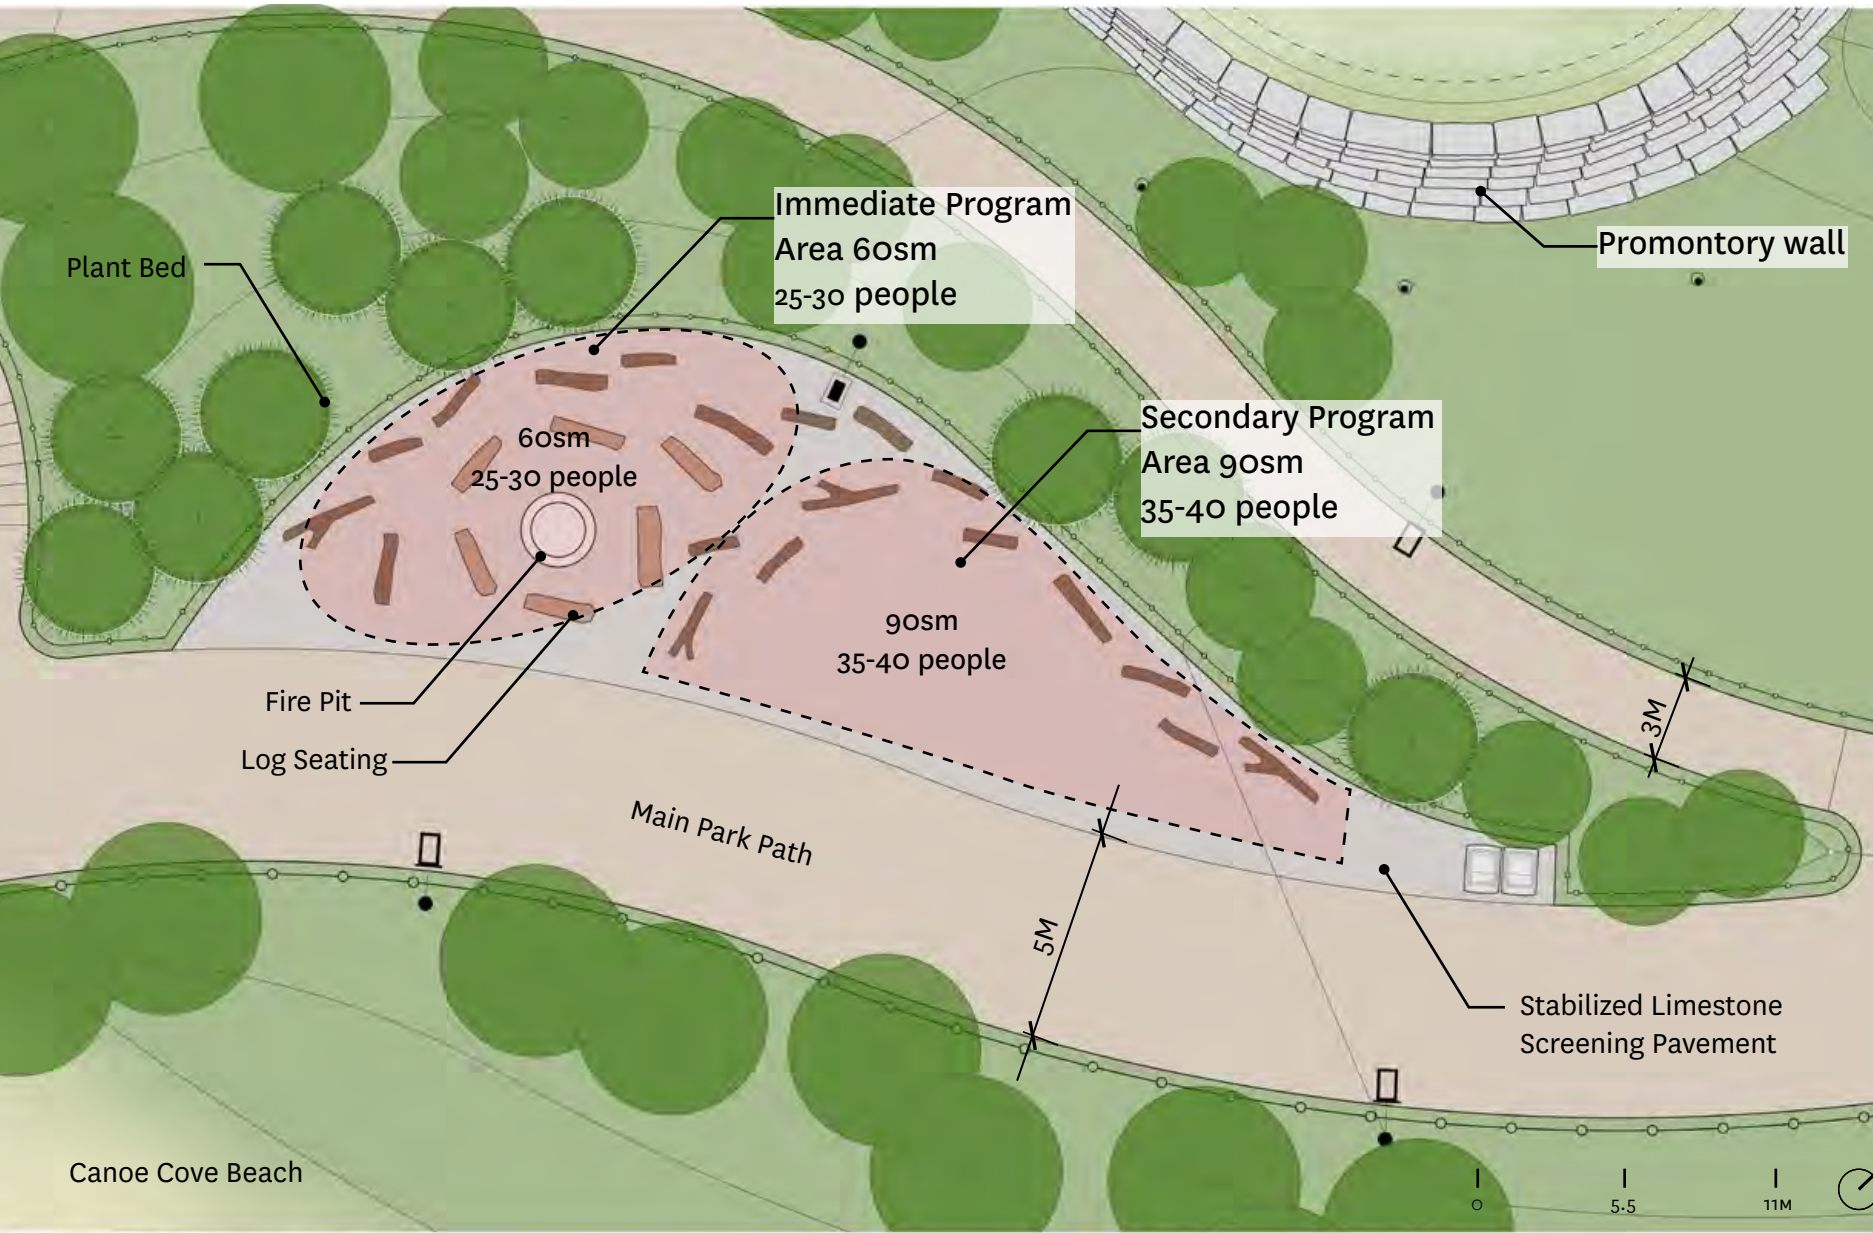 Immediate Program
Area 60sm
25-30 people
Promontory wall
Plant Bed
Secondary Program
Area 90sm
35-40 people
60sm
25-30 people
90sm
35-40 people
Fire Pit
Log Seating
3M
Main Park Path
5M
Stabilized Limestone
Screening Pavement
Canoe Cove Beach
0 5.5 11M